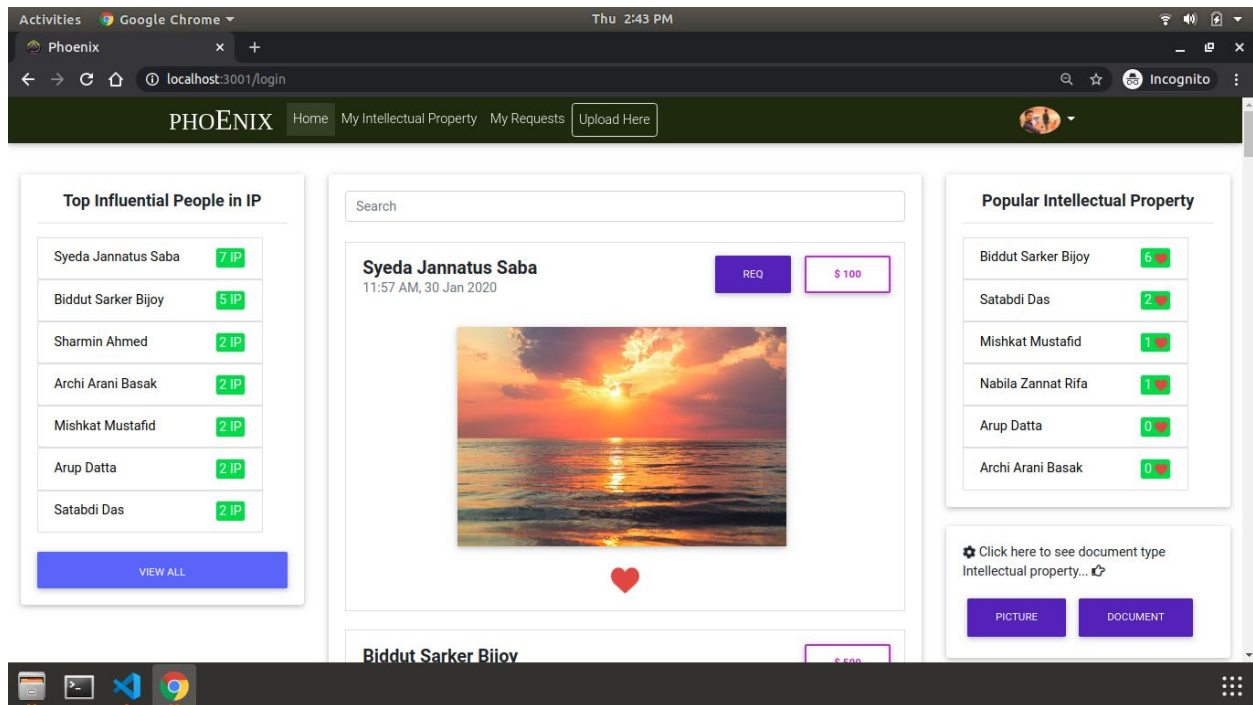 Activities Google Chrome Thu 2:43 PM
Phoenix
localhost:3001/login Incognito
PHOENIX Home My Intellectual Property My Requests Upload Here
Top Influential People in IP
Syeda Jannatus Saba 7 IP
Biddut Sarker Bijoy 5 IP
Sharmin Ahmed 2 IP
Archi Arani Basak 2 IP
Mishkat Mustafid 2 IP
Arup Datta 2 IP
Satabdi Das 2 IP
VIEW ALL
Search
Syeda Jannatus Saba REQ $ 100
11:57 AM, 30 Jan 2020
Biddut Sarker Bijoy $ 500
Popular Intellectual Property
Biddut Sarker Bijoy 6
Satabdi Das 2
Mishkat Mustafid 1
Nabila Zannat Rifa 1
Arup Datta 0
Archi Arani Basak 0
Click here to see document type
Intellectual property...
PICTURE DOCUMENT